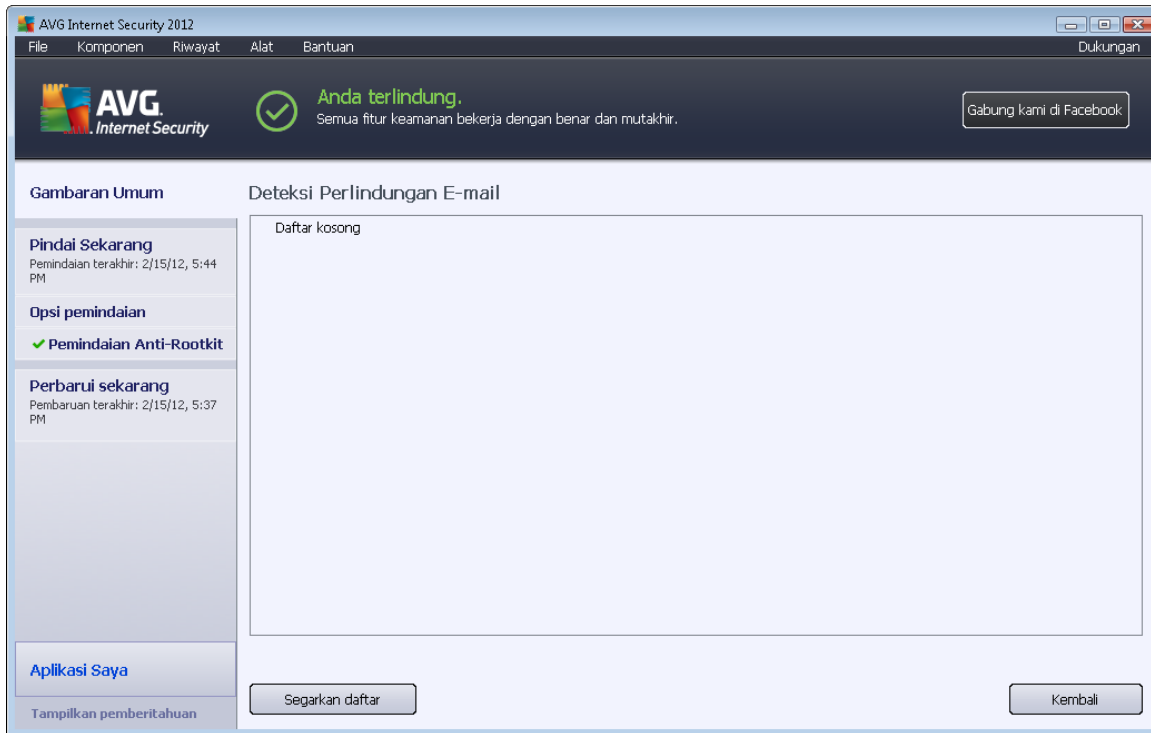 AVG Internet Security 2012
File Komponen Riwayat Alat Bantuan Dukungan
AVG.
Internet Security
Anda terlindung.
Semua fitur keamanan bekerja dengan benar dan mutakhir.
Gabung kami di Facebook
Gambaran Umum
Pindai Sekarang
Pemindaian terakhir: 2/15/12, 5:44
PM
Opsi pemindaian
Pemindaian Anti-Rootkit
Perbarui sekarang
Pembaruan terakhir: 2/15/12, 5:37
PM
Aplikasi Saya
Tampilkan pemberitahuan
Deteksi Perlindungan E-mail
Daftar kosong
Segarkan daftar
Kembali